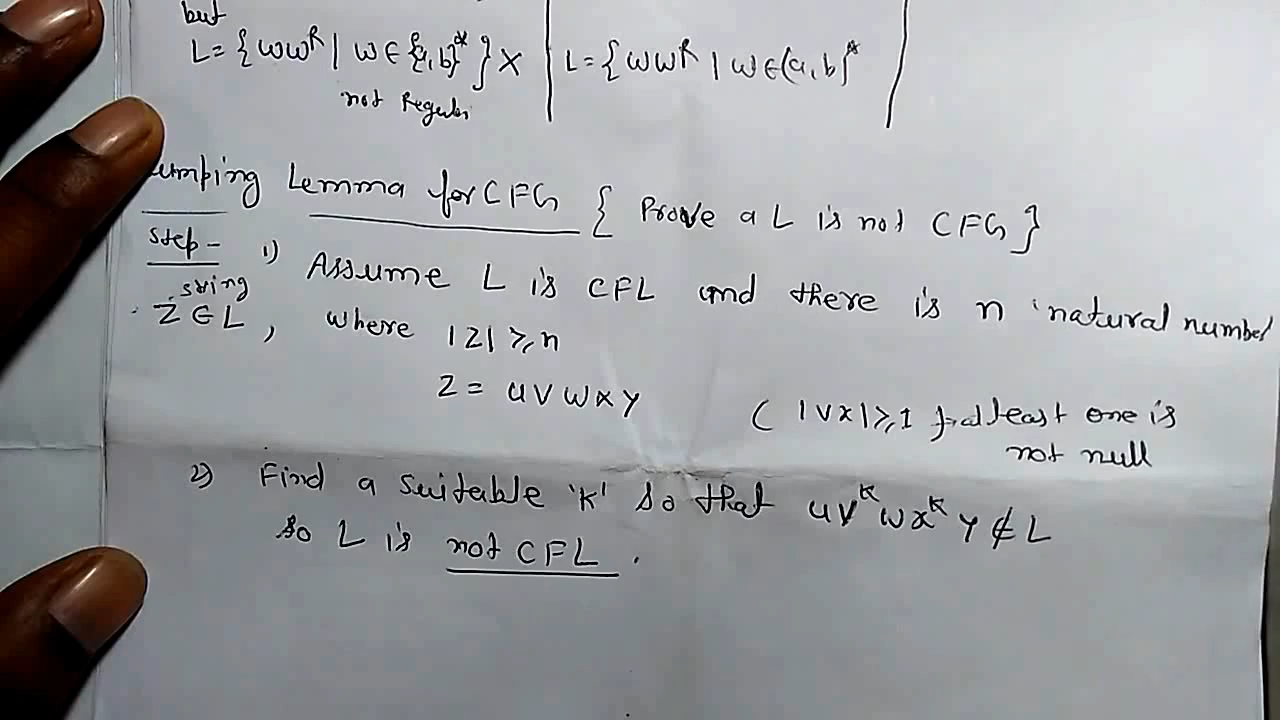 but
L = {ωωᴿ | ω ∈ {a,b}*} X
not Regular
L = {ωωᴿ | ω ∈ (a,b}*
umping Lemma for CFG { Prove a L is not CFG }
Step- 1) Assume L is CFL and there is n 'natural number
string
Z ∈ L, where |Z| ≥ n
Z = uvwxy
( |vx| ≥ 1 atleast one is
not null
2) Find a suitable 'K' so that uvᴷwxᴷy ∉ L
so L is not CFL.